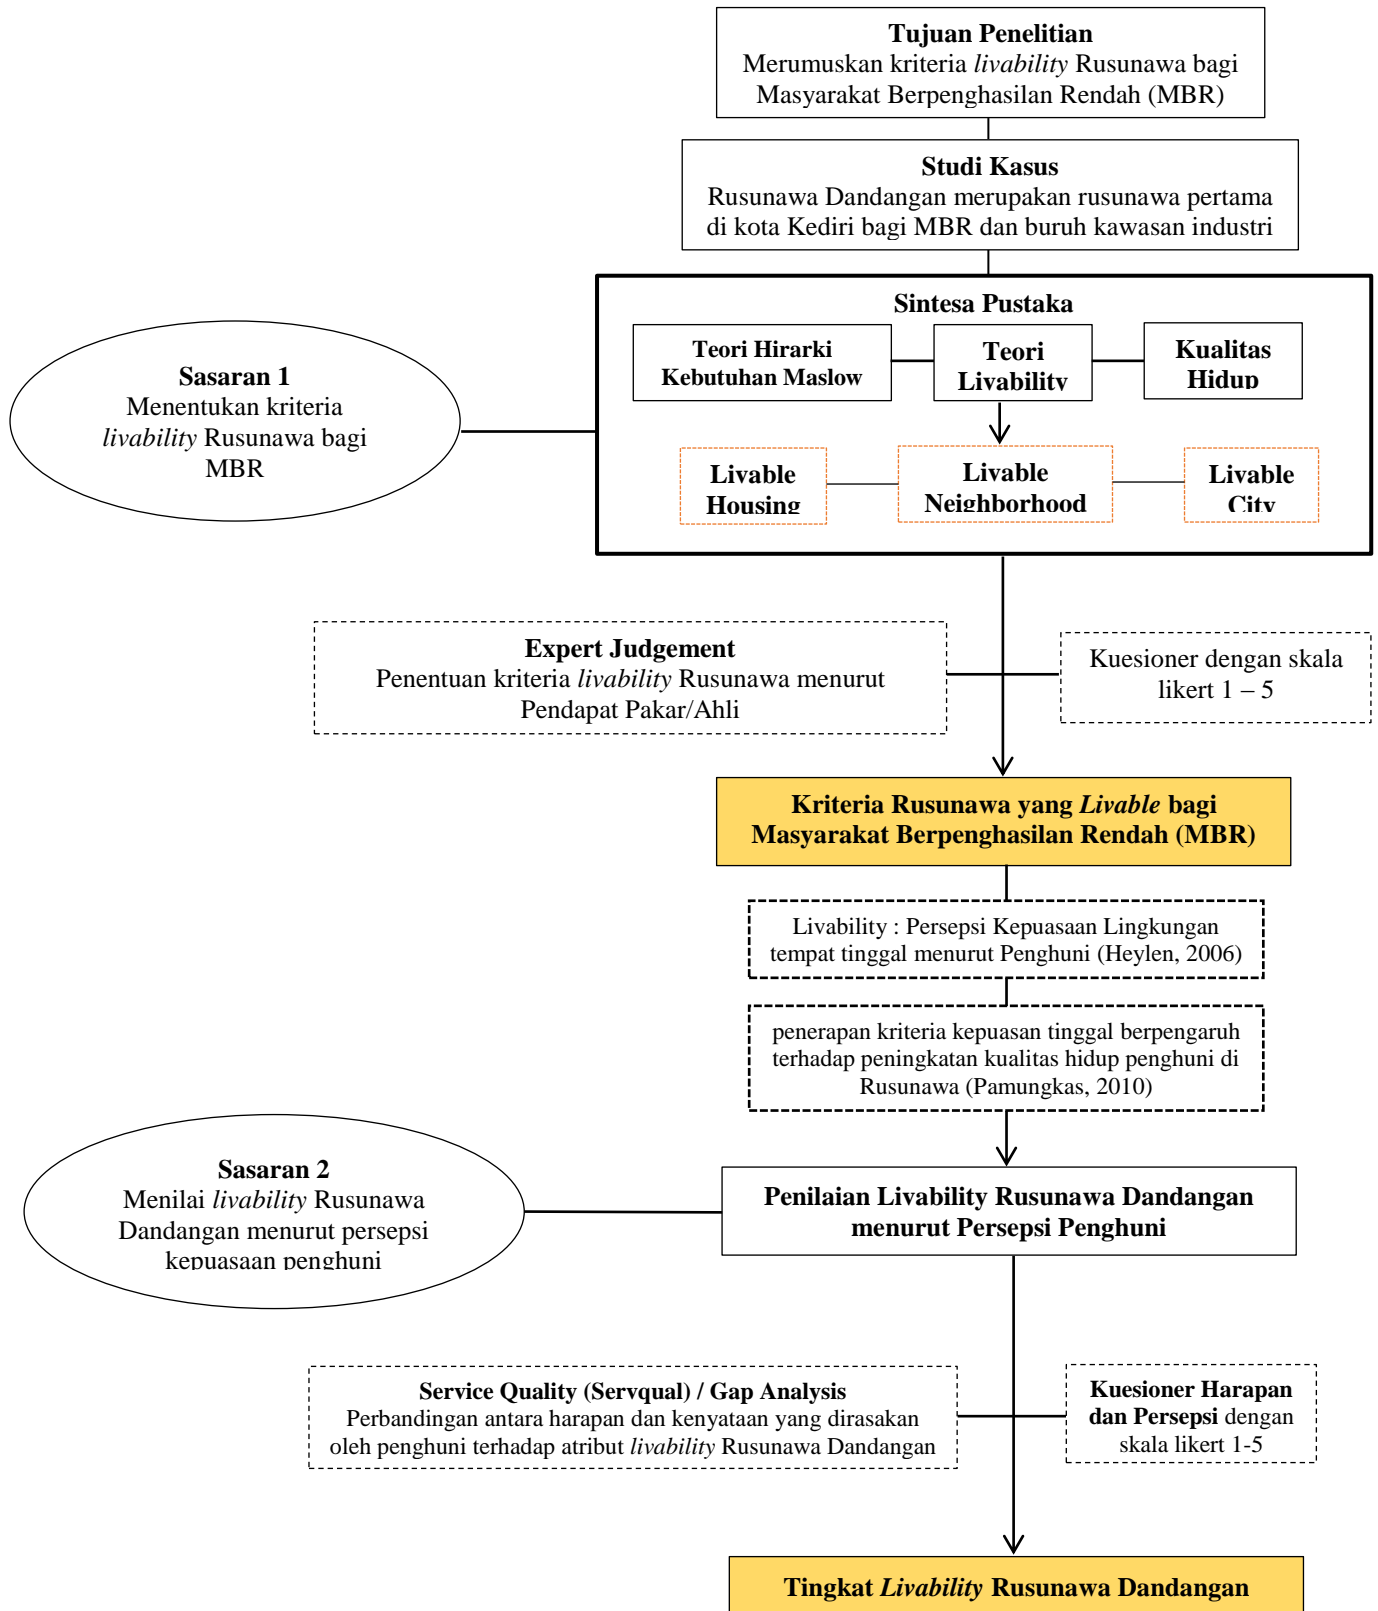 Tujuan Penelitian
Merumuskan kriteria livability Rusunawa bagi
Masyarakat Berpenghasilan Rendah (MBR)
Studi Kasus
Rusunawa Dandangan merupakan rusunawa pertama
di kota Kediri bagi MBR dan buruh kawasan industri
Sintesa Pustaka
Teori Hirarki
Kebutuhan Maslow
Teori
Livability
Kualitas
Hidup
Sasaran 1
Menentukan kriteria
livability Rusunawa bagi
MBR
Livable
Housing
Livable
Neighborhood
Livable
City
Expert Judgement
Penentuan kriteria livability Rusunawa menurut
Pendapat Pakar/Ahli
Kuesioner dengan skala
likert 1 – 5
Kriteria Rusunawa yang Livable bagi
Masyarakat Berpenghasilan Rendah (MBR)
Livability : Persepsi Kepuasaan Lingkungan
tempat tinggal menurut Penghuni (Heylen, 2006)
penerapan kriteria kepuasan tinggal berpengaruh
terhadap peningkatan kualitas hidup penghuni di
Rusunawa (Pamungkas, 2010)
Sasaran 2
Menilai livability Rusunawa
Dandangan menurut persepsi
kepuasaan penghuni
Penilaian Livability Rusunawa Dandangan
menurut Persepsi Penghuni
Service Quality (Servqual) / Gap Analysis
Perbandingan antara harapan dan kenyataan yang dirasakan
oleh penghuni terhadap atribut livability Rusunawa Dandangan
Kuesioner Harapan
dan Persepsi dengan
skala likert 1-5
Tingkat Livability Rusunawa Dandangan